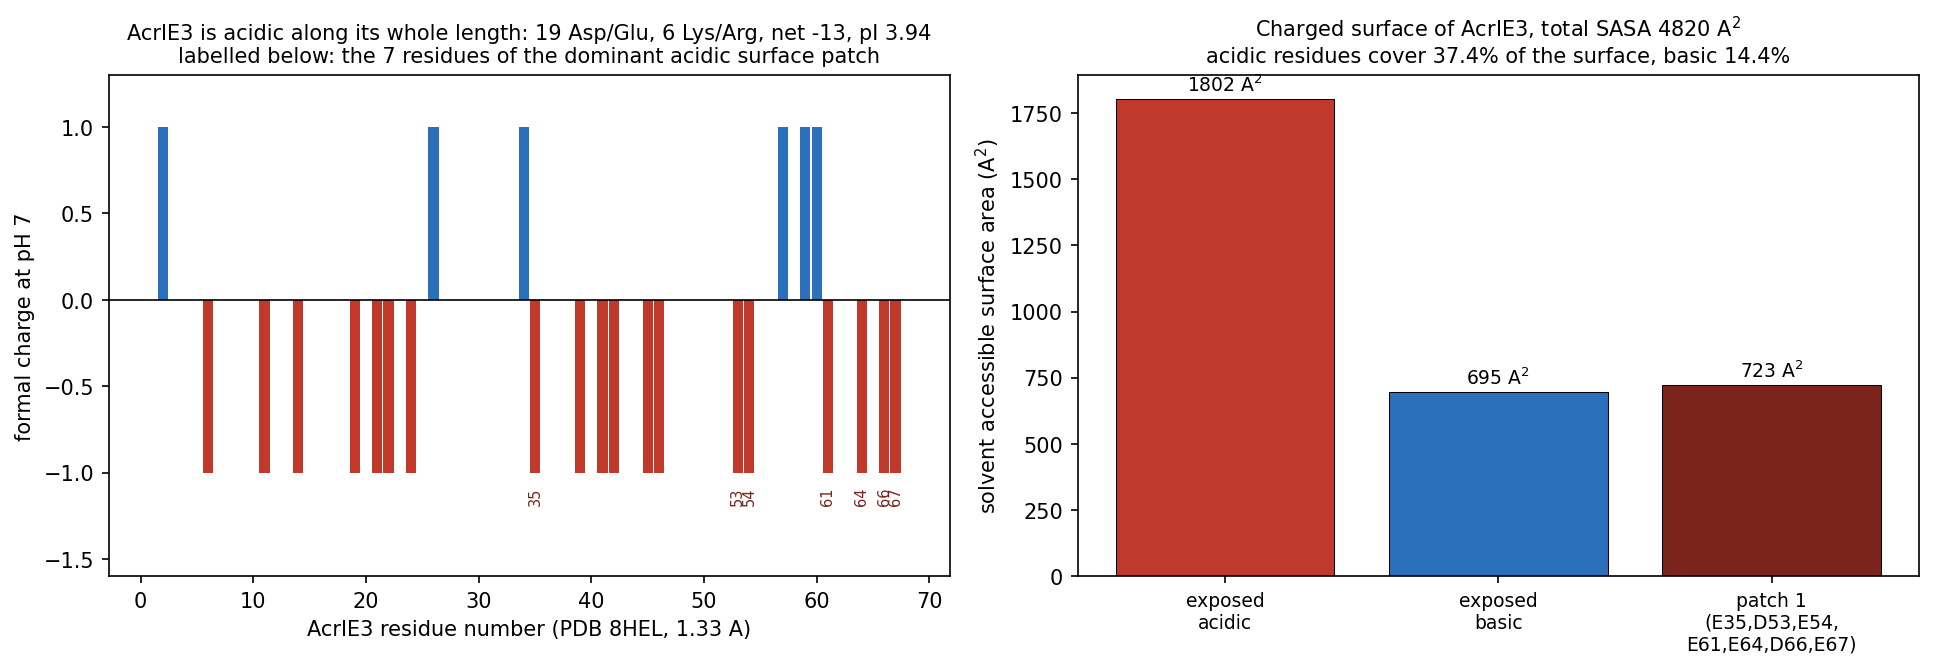 AcrIE3 is acidic along its whole length: 19 Asp/Glu, 6 Lys/Arg, net -13, pI 3.94
labelled below: the 7 residues of the dominant acidic surface patch
formal charge at pH 7
1.0
0.5
0.0
−0.5
−1.0
−1.5
35
53
54
61
64
66
67
0 10 20 30 40 50 60 70
AcrIE3 residue number (PDB 8HEL, 1.33 A)
Charged surface of AcrIE3, total SASA 4820 A²
acidic residues cover 37.4% of the surface, basic 14.4%
solvent accessible surface area (A²)
1750
1500
1250
1000
750
500
250
0
1802 A²
695 A²
723 A²
exposed
acidic
exposed
basic
patch 1
(E35,D53,E54,
E61,E64,D66,E67)